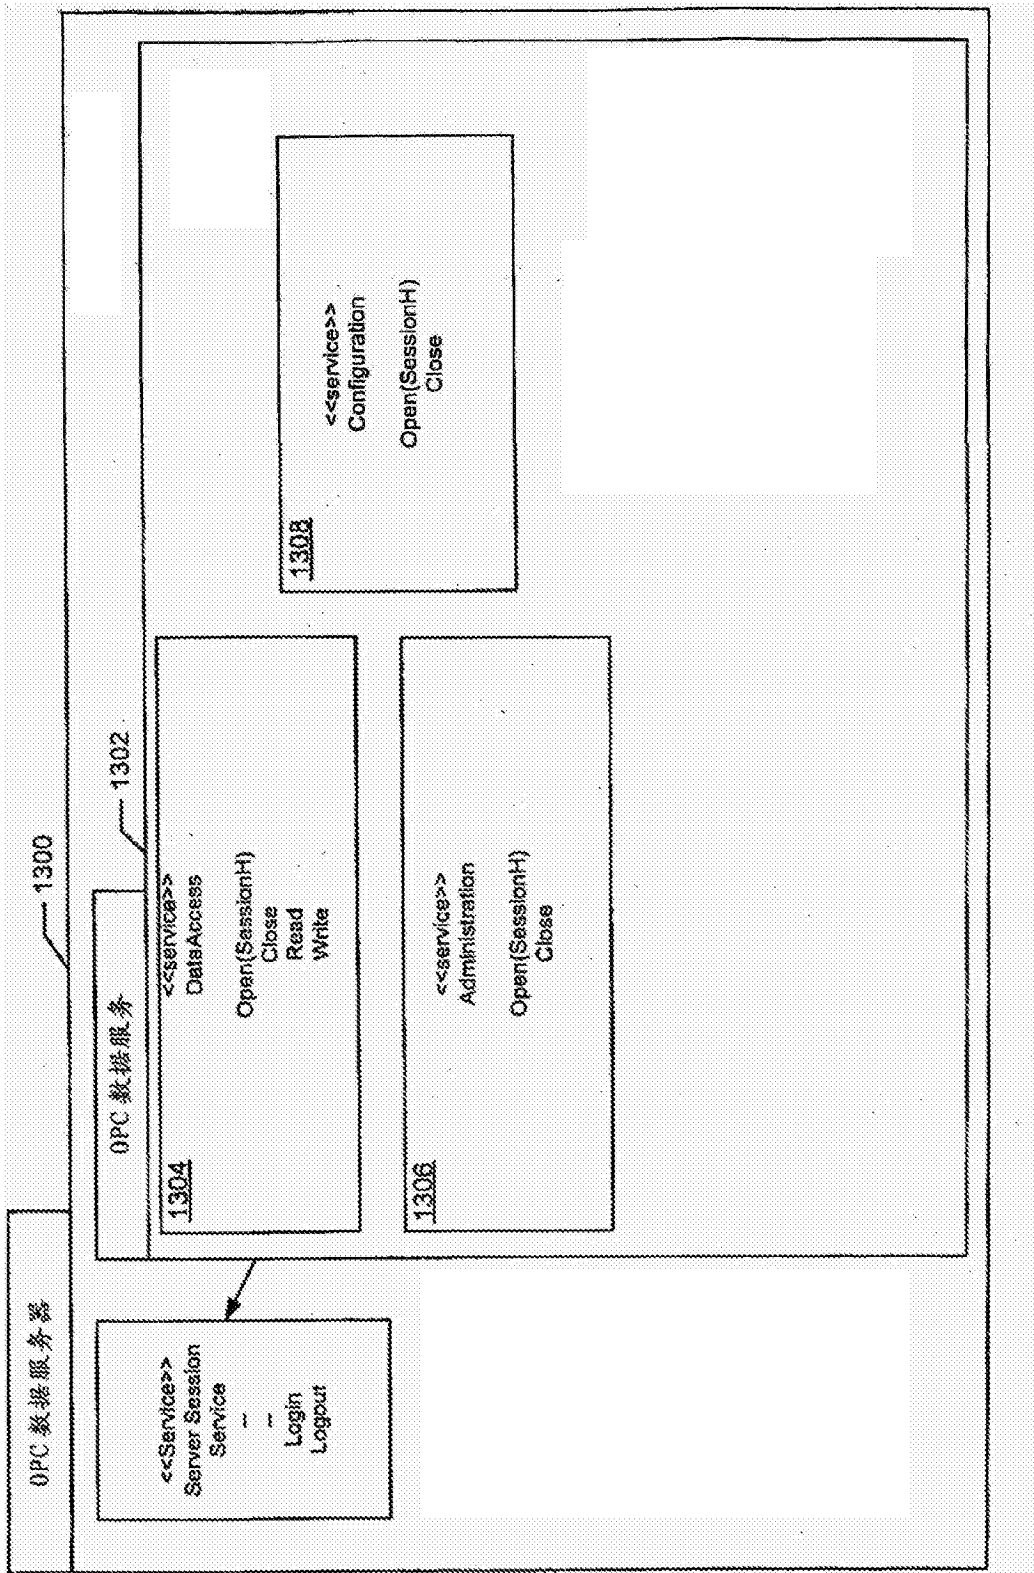 OPC 数据服务器
1300
<<Service>>
Server Session
Service
--
--
Login
Logout
OPC 数据服务
1302
1304
<<service>>
DataAccess
Open(SessionH)
Close
Read
Write
1306
<<service>>
Administration
Open(SessionH)
Close
1308
<<service>>
Configuration
Open(SessionH)
Close